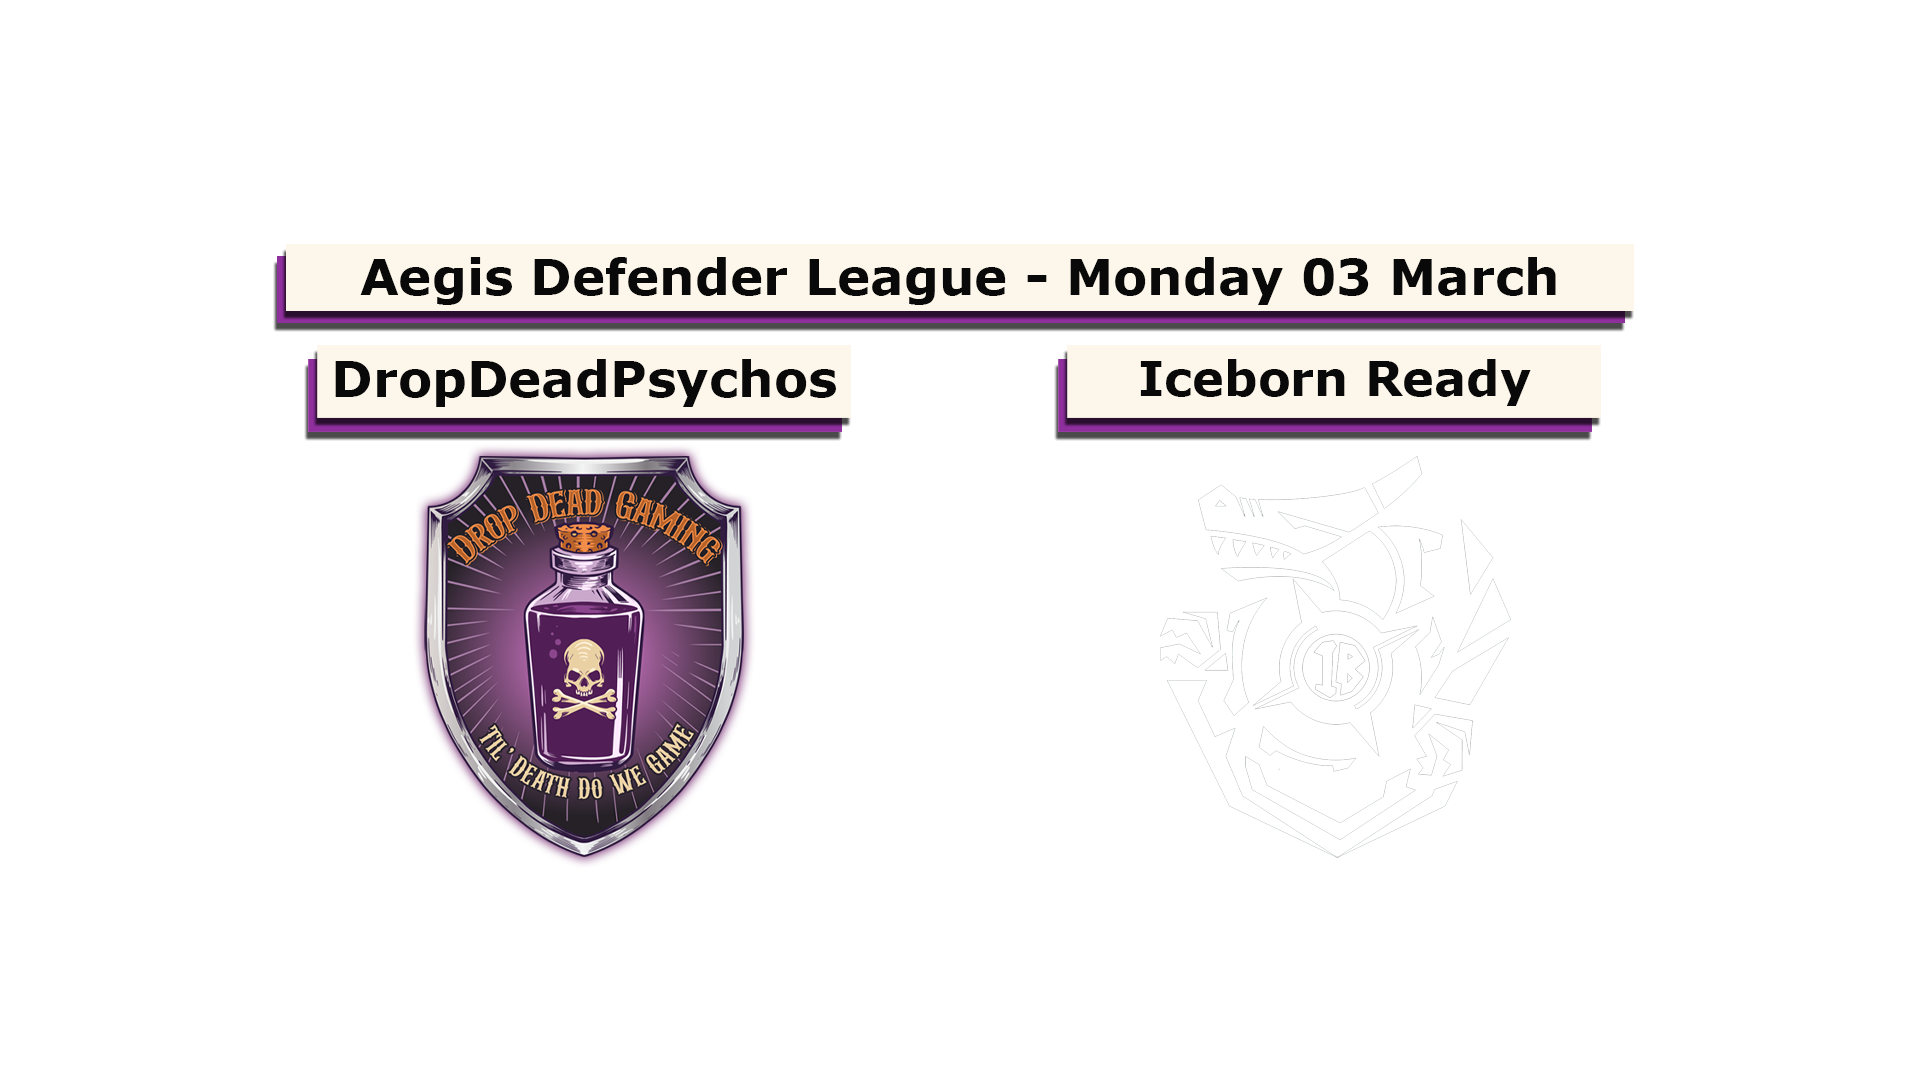 Aegis Defender League - Monday 03 March
DropDeadPsychos
Iceborn Ready
DROP DEAD GAMING
TIL' DEATH DO WE GAME
IB